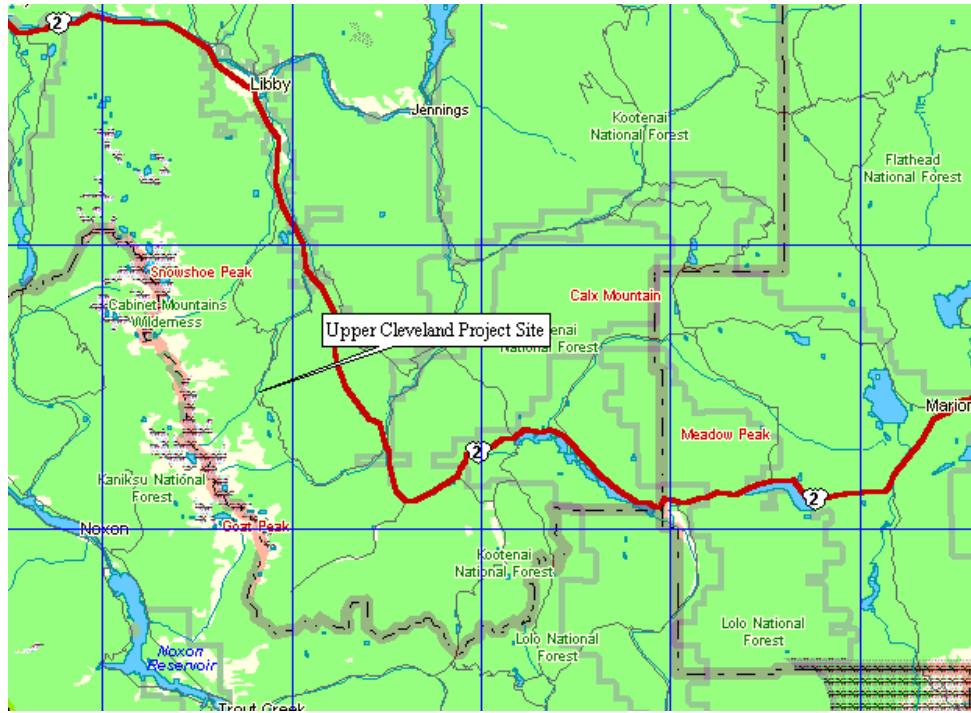 2
Libby
Jennings
Kootenai
National Forest
Flathead
National Forest
Snowshoe Peak
Cabinet Mountains
Wilderness
Calx Mountain
Upper Cleveland Project Site
enai
National Forest
Marion
Meadow Peak
2
Kaniksu National
Forest
2
Goat Peak
Noxon
Kootenai
National Forest
Lolo National
Forest
Lolo National
Forest
Noxon
Reservoir
Trout Creek